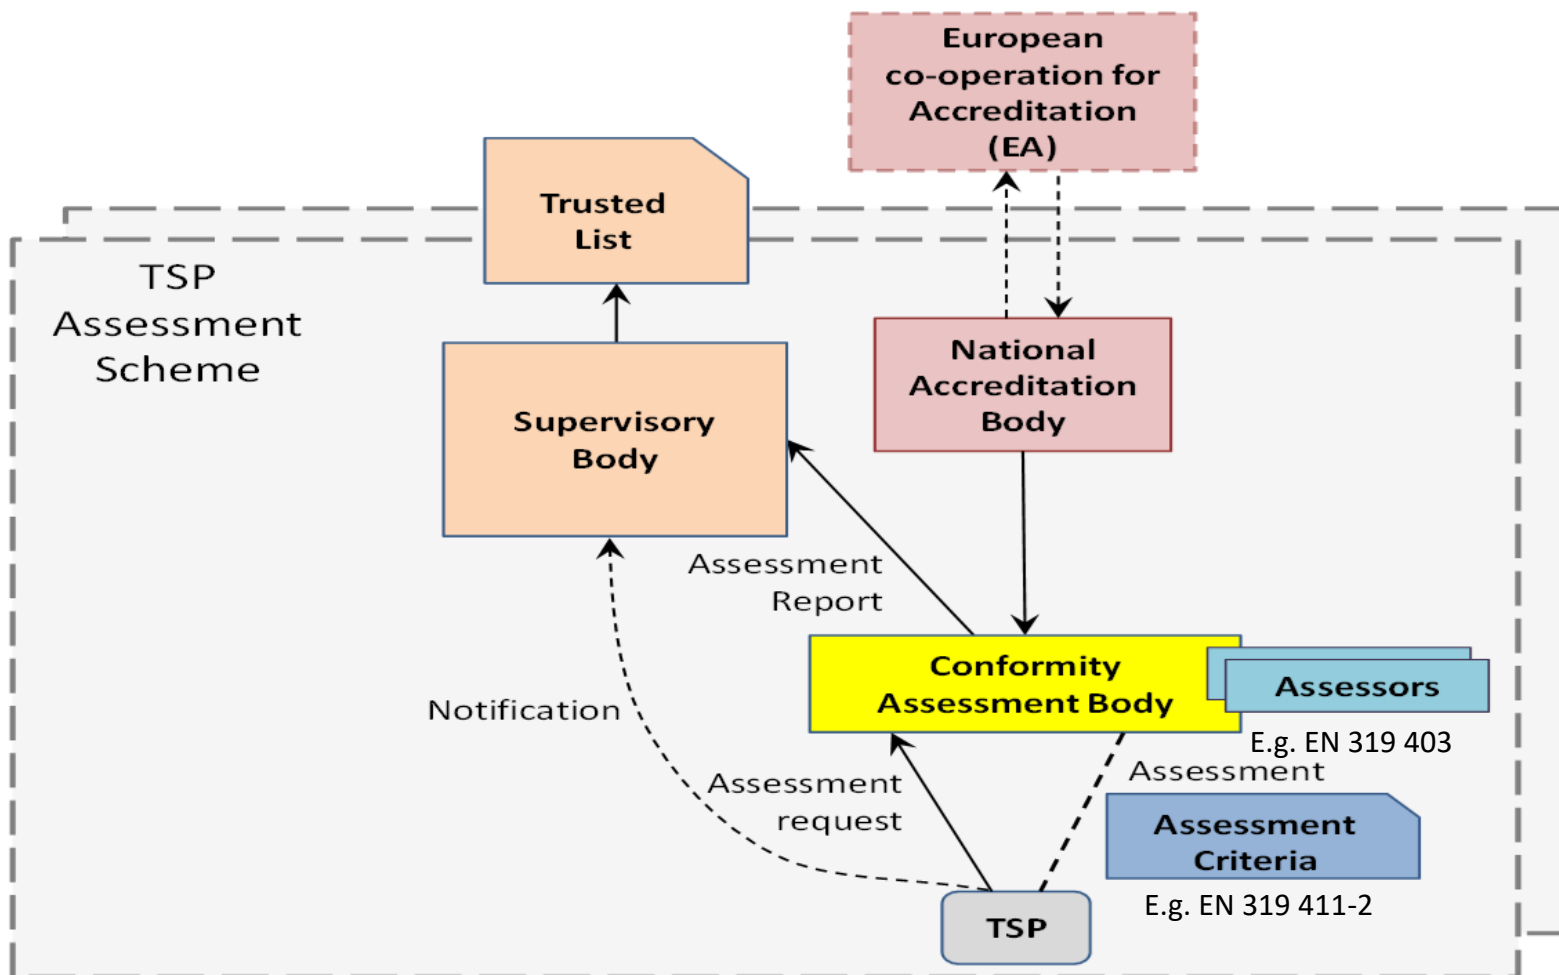 European
co-operation for
Accreditation
(EA)
Trusted
List
TSP
Assessment
Scheme
National
Accreditation
Body
Supervisory
Body
Assessment
Report
Conformity
Assessment Body
Assessors
E.g. EN 319 403
Notification
Assessment
request
Assessment
Assessment
Criteria
E.g. EN 319 411-2
TSP